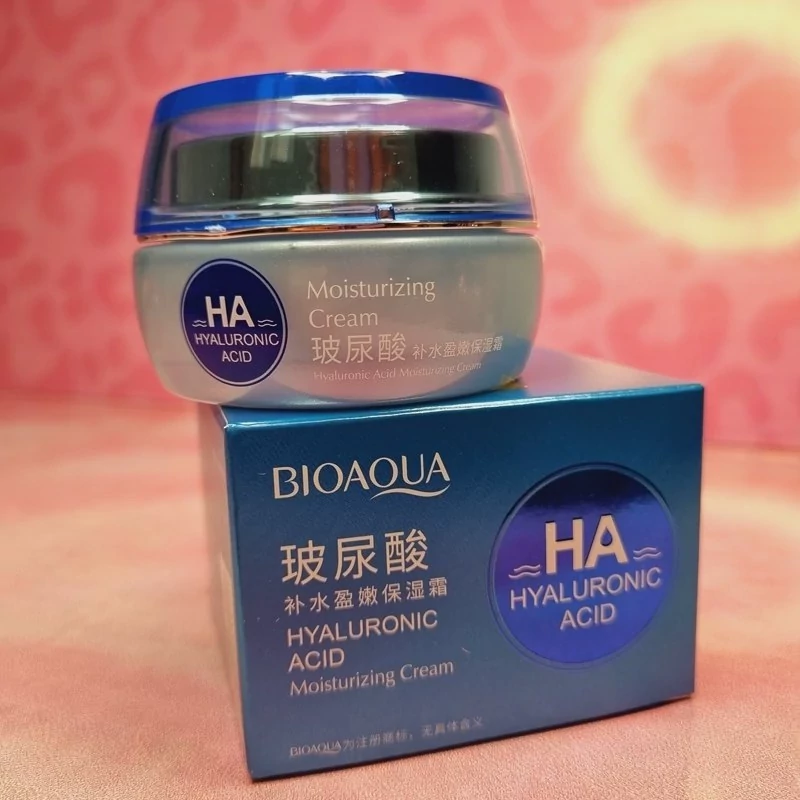 HA
HYALURONIC
ACID
Moisturizing
Cream
玻尿酸 补水盈嫩保湿霜
Hyaluronic Acid Moisturizing Cream
BIOAQUA
玻尿酸
补水盈嫩保湿霜
HYALURONIC
ACID
Moisturizing Cream
BIOAQUA为注册商标，无具体含义
HA
HYALURONIC
ACID